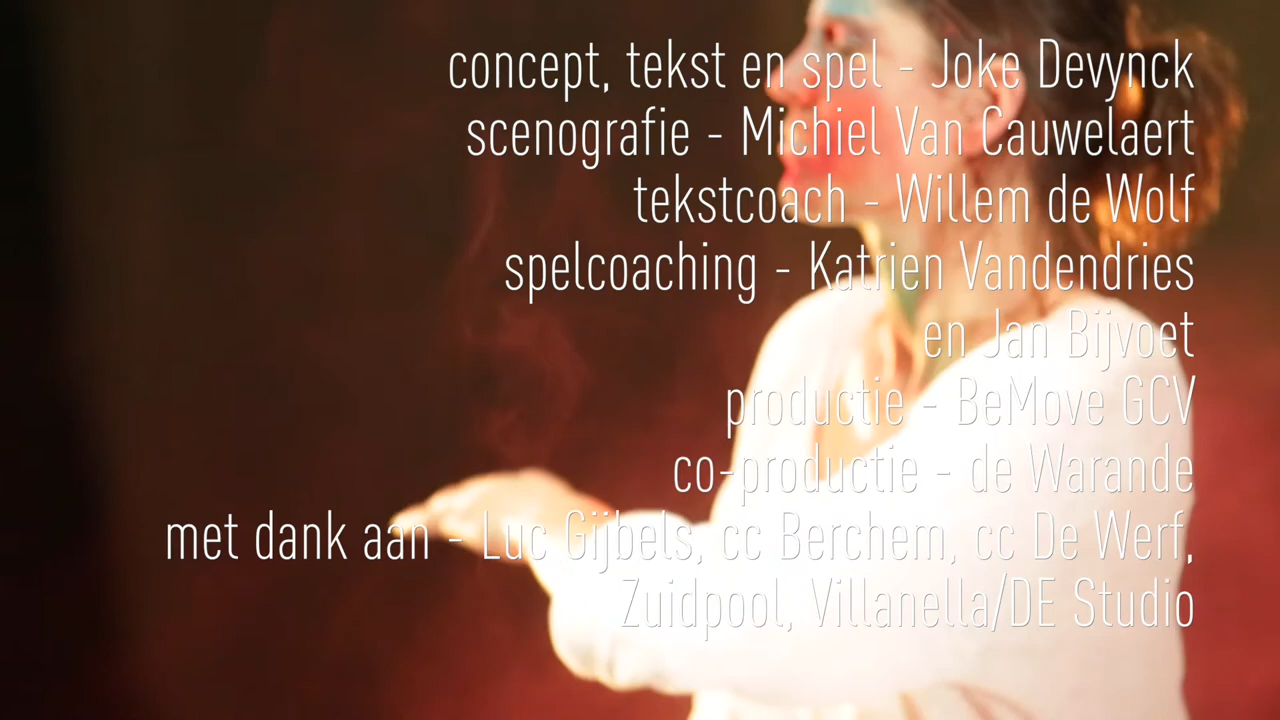 concept, tekst en spel - Joke Devynck
scenografie - Michiel Van Cauwelaert
tekstcoach - Willem de Wolf
spelcoaching - Katrien Vandendries
en Jan Bijvoet
productie - BeMove GCV
co-productie - de Warande
met dank aan - Luc Gijbels, cc Berchem, cc De Werf,
Zuidpool, Villanella/DE Studio